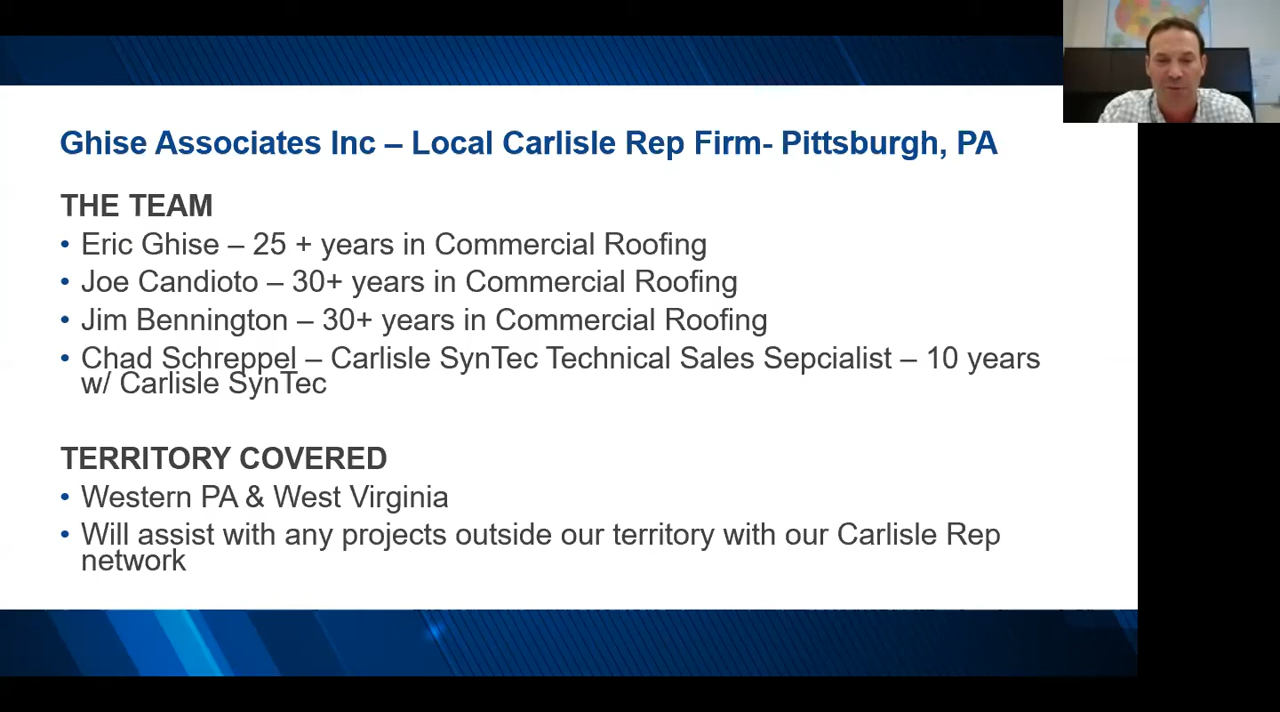 Ghise Associates Inc – Local Carlisle Rep Firm- Pittsburgh, PA
THE TEAM
• Eric Ghise – 25 + years in Commercial Roofing
• Joe Candioto – 30+ years in Commercial Roofing
• Jim Bennington – 30+ years in Commercial Roofing
• Chad Schreppel – Carlisle SynTec Technical Sales Sepcialist – 10 years
w/ Carlisle SynTec
TERRITORY COVERED
• Western PA & West Virginia
• Will assist with any projects outside our territory with our Carlisle Rep
network